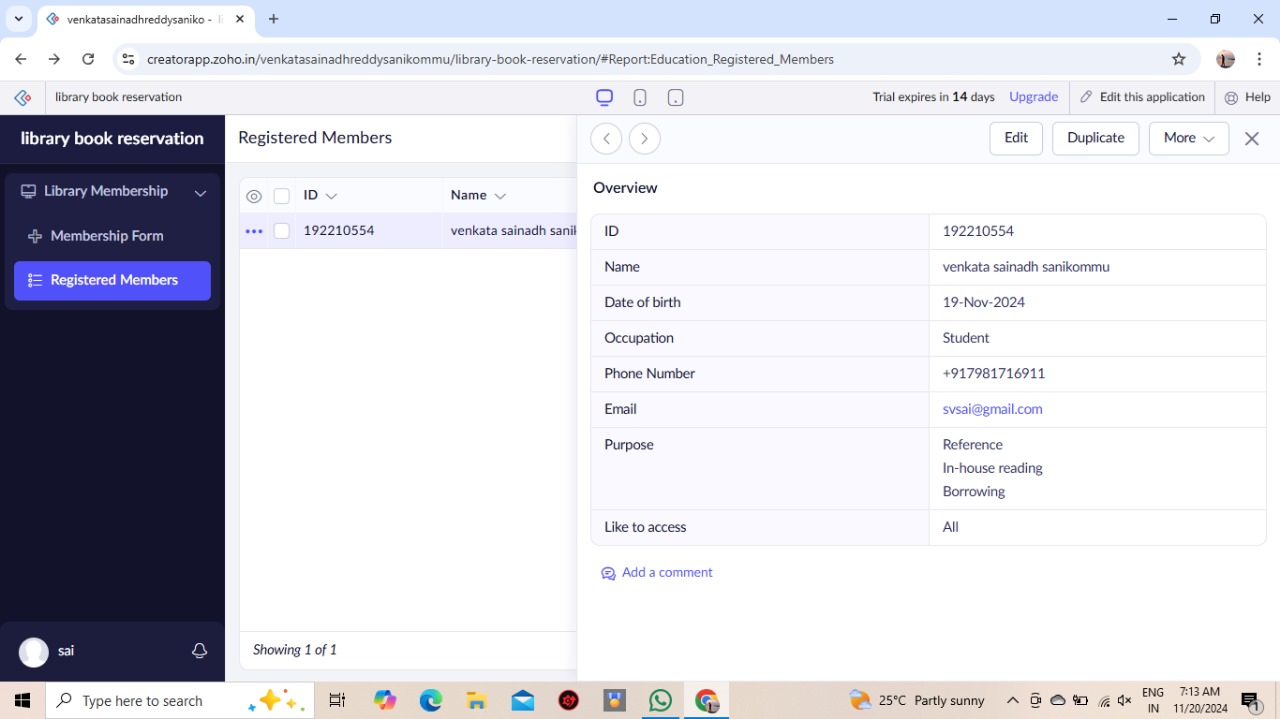 venkatasainadhreddysaniko - li
creatorapp.zoho.in/venkatasainadhreddysanikommu/library-book-reservation/#Report:Education_Registered_Members
library book reservation
Trial expires in 14 days
Upgrade
Edit this application
Help
library book reservation
Library Membership
Membership Form
Registered Members
sai
Registered Members
ID Name
192210554 venkata sainadh sanik
Showing 1 of 1
Edit
Duplicate
More
Overview
ID 192210554
Name venkata sainadh sanikommu
Date of birth 19-Nov-2024
Occupation Student
Phone Number +917981716911
Email svsai@gmail.com
Purpose Reference
In-house reading
Borrowing
Like to access All
Add a comment
Type here to search
25°C Partly sunny
ENG
IN
7:13 AM
11/20/2024
1